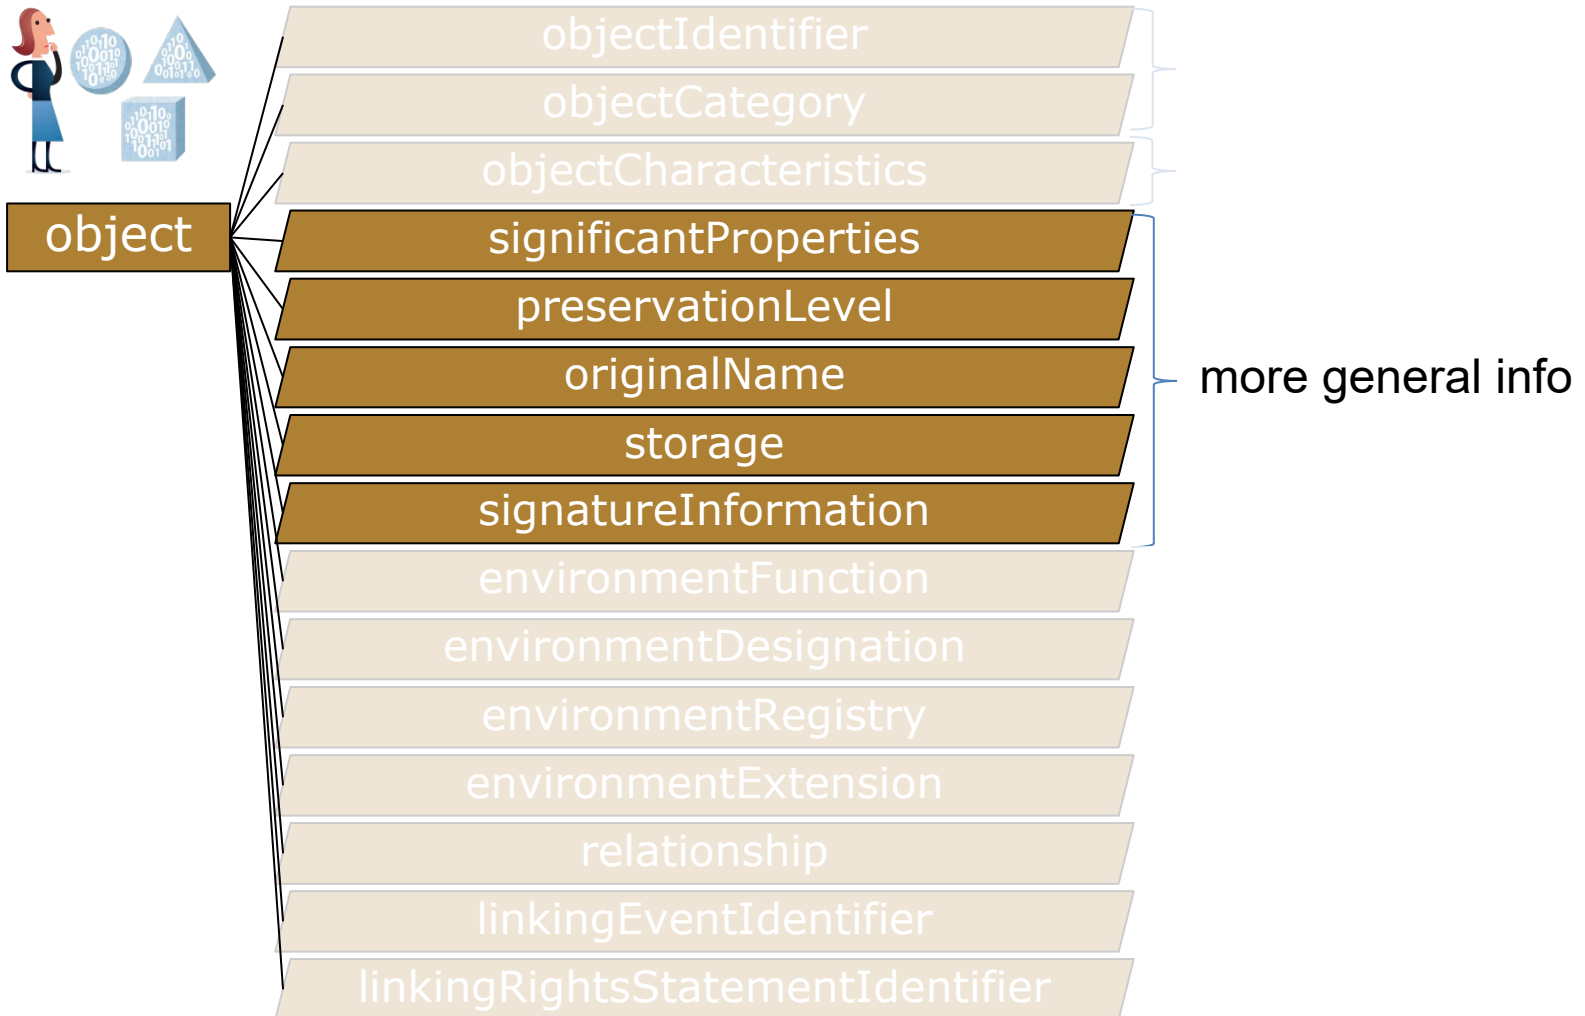 objectIdentifier
objectCategory
objectCharacteristics
object
significantProperties
preservationLevel
originalName
more general info
storage
signatureInformation
environmentFunction
environmentDesignation
environmentRegistry
environmentExtension
relationship
linkingEventIdentifier
linkingRightsStatementIdentifier